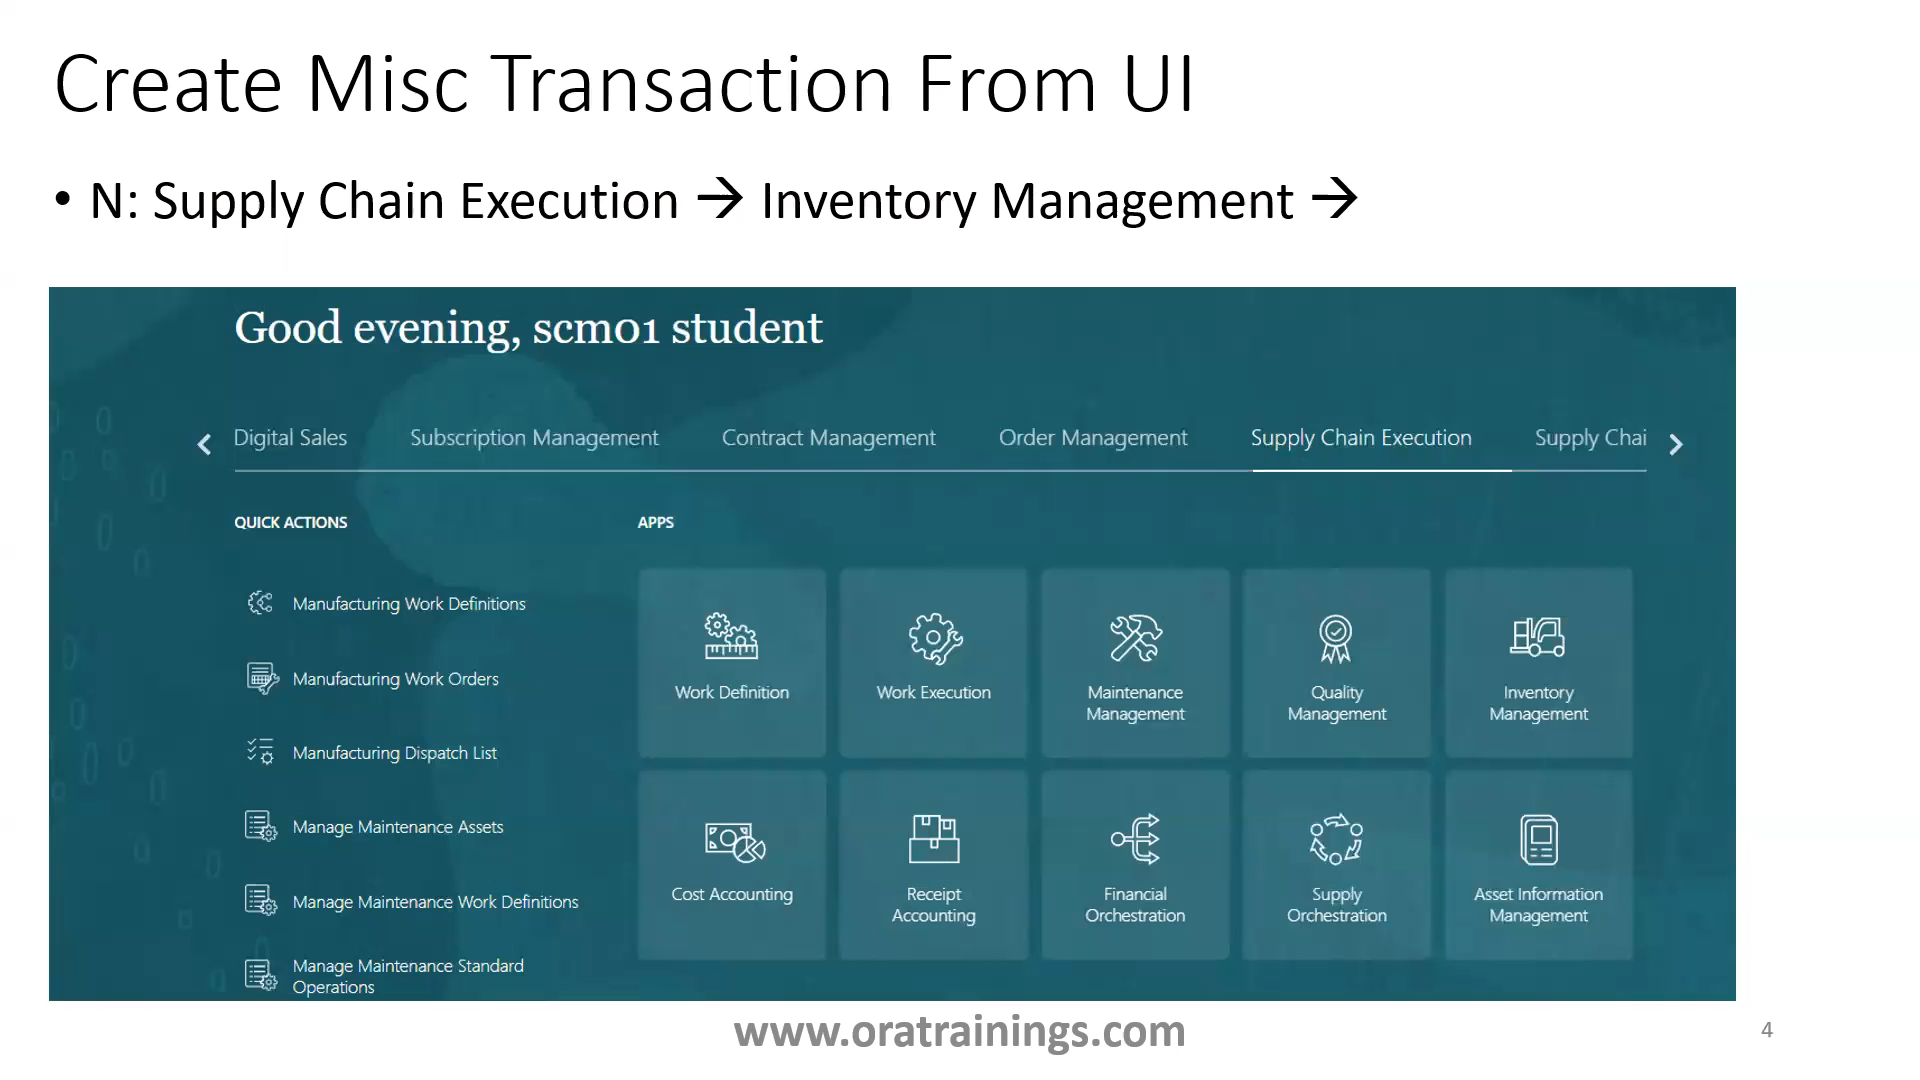 Create Misc Transaction From UI
• N: Supply Chain Execution → Inventory Management →
Good evening, scm01 student
Digital Sales
Subscription Management
Contract Management
Order Management
Supply Chain Execution
Supply Chai
QUICK ACTIONS
Manufacturing Work Definitions
Manufacturing Work Orders
Manufacturing Dispatch List
Manage Maintenance Assets
Manage Maintenance Work Definitions
Manage Maintenance Standard
Operations
APPS
Work Definition
Work Execution
Maintenance
Management
Quality
Management
Inventory
Management
Cost Accounting
Receipt
Accounting
Financial
Orchestration
Supply
Orchestration
Asset Information
Management
www.oratrainings.com
4